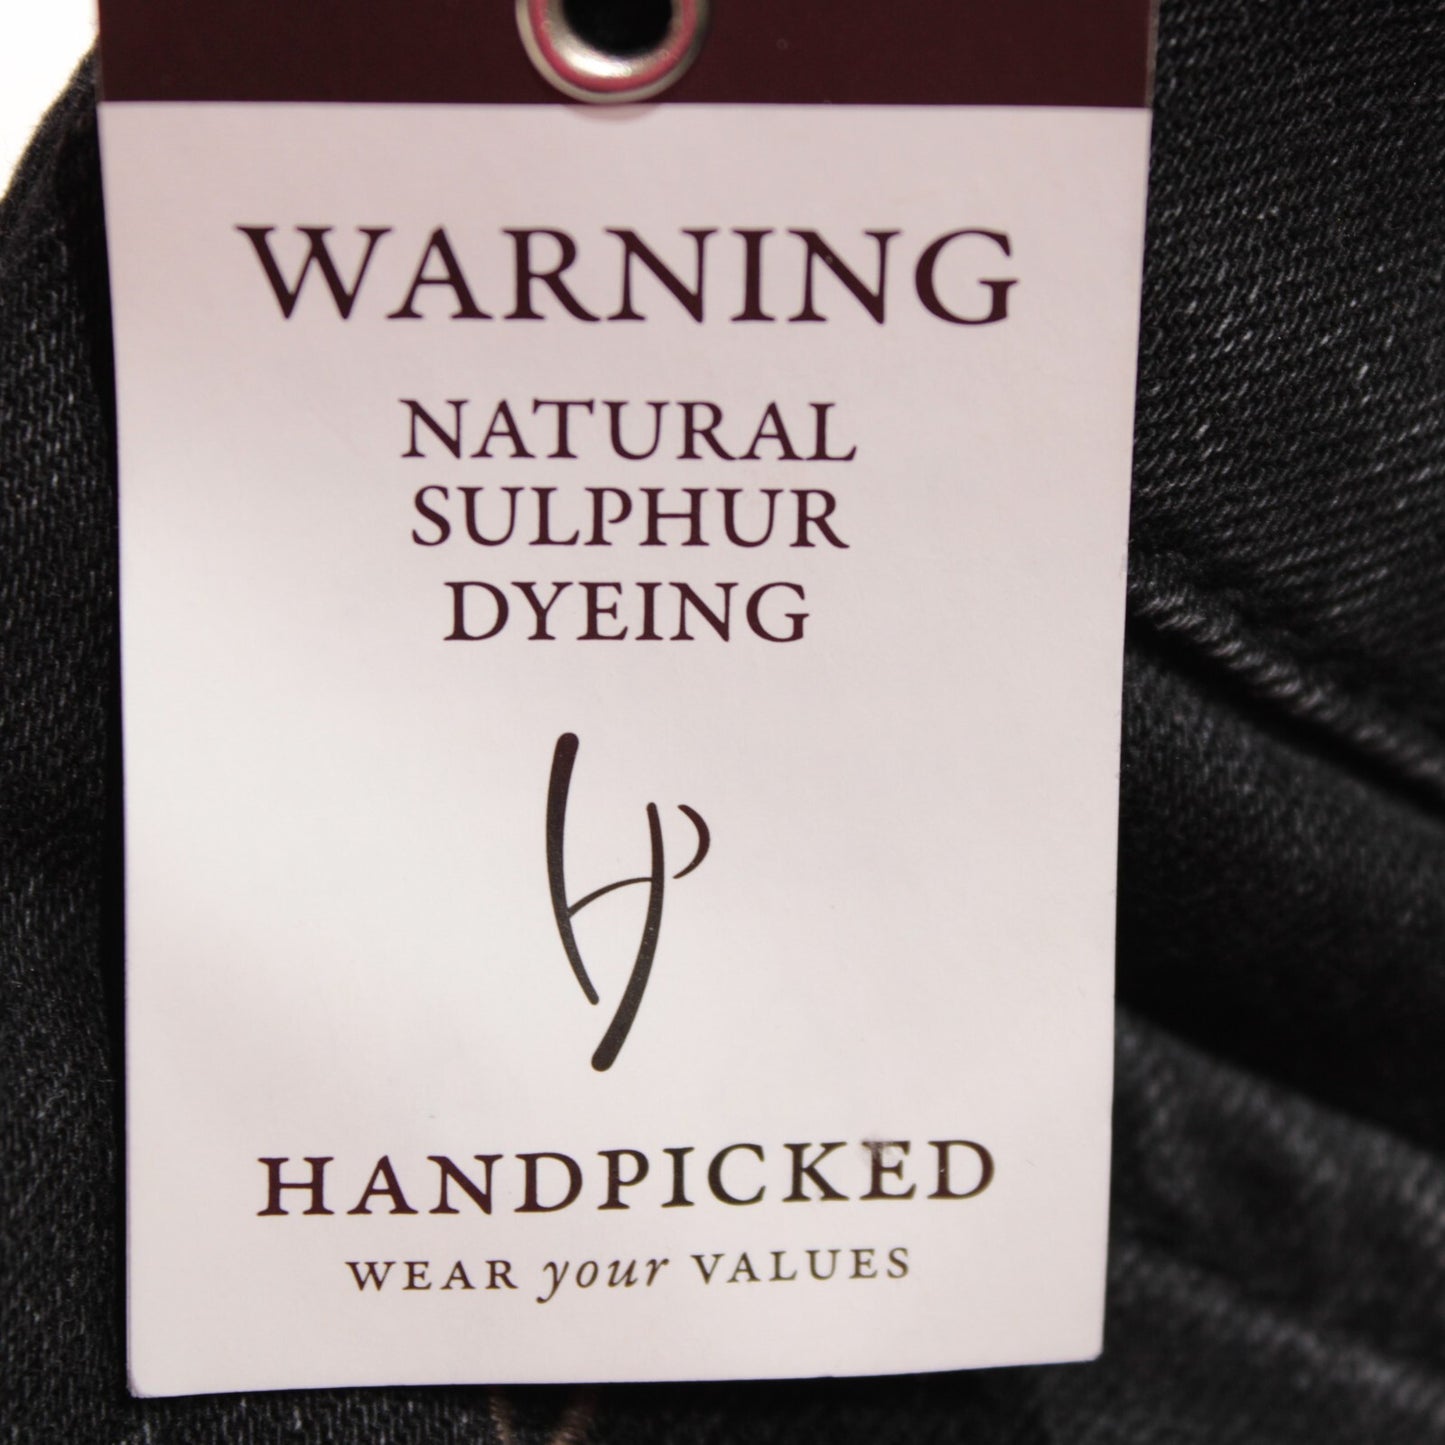 WARNING
NATURAL
SULPHUR
DYEING
HANDPICKED
WEAR your VALUES